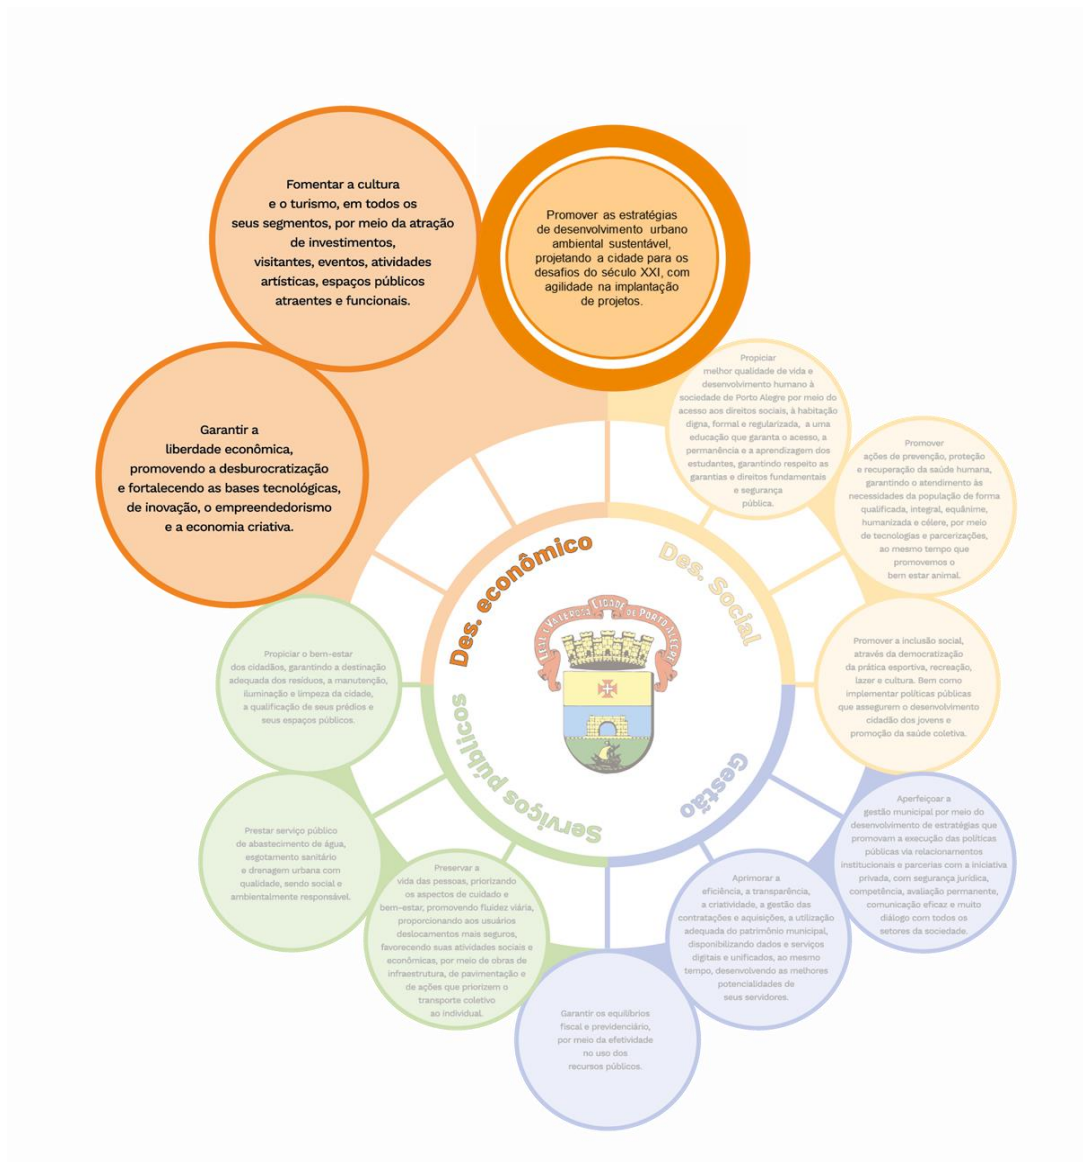 Fomentar a cultura
e o turismo, em todos os
seus segmentos, por meio da atração
de investimentos,
visitantes, eventos, atividades
artísticas, espaços públicos
atraentes e funcionais.
Promover as estratégias
de desenvolvimento urbano
ambiental sustentável,
projetando a cidade para os
desafios do século XXI, com
agilidade na implantação
de projetos.
Garantir a
liberdade econômica,
promovendo a desburocratização
e fortalecendo as bases tecnológicas,
de inovação, o empreendedorismo
e a economia criativa.
Propiciar
melhor qualidade de vida e
desenvolvimento humano à
sociedade de Porto Alegre por meio do
acesso aos direitos sociais, à habitação
digna, formal e regularizada, a uma
educação que garanta o acesso, a
permanência e a aprendizagem dos
estudantes, garantindo respeito as
garantias e direitos fundamentais
e segurança
pública.
Promover
ações de prevenção, proteção
e recuperação da saúde humana,
garantindo o atendimento às
necessidades da população de forma
qualificada, integral, equânime,
humanizada e célere, por meio
de tecnologias e parcerizações,
ao mesmo tempo que
promovemos o
bem estar animal.
Des. econômico
Des. Social
LEAL E VALEROSA CIDADE DE PORTO ALEGRE
Serviços públicos
Gestão
Propiciar o bem-estar
dos cidadãos, garantindo a destinação
adequada dos resíduos, a manutenção,
iluminação e limpeza da cidade,
a qualificação de seus prédios e
seus espaços públicos.
Promover a inclusão social,
através da democratização
da prática esportiva, recreação,
lazer e cultura. Bem como
implementar políticas públicas
que assegurem o desenvolvimento
cidadão dos jovens e
promoção da saúde coletiva.
Prestar serviço público
de abastecimento de água,
esgotamento sanitário
e drenagem urbana com
qualidade, sendo social e
ambientalmente responsável.
Aperfeiçoar a
gestão municipal por meio do
desenvolvimento de estratégias que
promovam a execução das políticas
públicas via relacionamentos
institucionais e parcerias com a iniciativa
privada, com segurança jurídica,
competência, avaliação permanente,
comunicação eficaz e muito
diálogo com todos os
setores da sociedade.
Preservar a
vida das pessoas, priorizando
os aspectos de cuidado e
bem-estar, promovendo fluidez viária,
proporcionando aos usuários
deslocamentos mais seguros,
favorecendo suas atividades sociais e
econômicas, por meio de obras de
infraestrutura, de pavimentação e
de ações que priorizem o
transporte coletivo
ao individual.
Aprimorar a
eficiência, a transparência,
a criatividade, a gestão das
contratações e aquisições, a utilização
adequada do patrimônio municipal,
disponibilizando dados e serviços
digitais e unificados, ao mesmo
tempo, desenvolvendo as melhores
potencialidades de
seus servidores.
Garantir os equilíbrios
fiscal e previdenciário,
por meio da efetividade
no uso dos
recursos públicos.